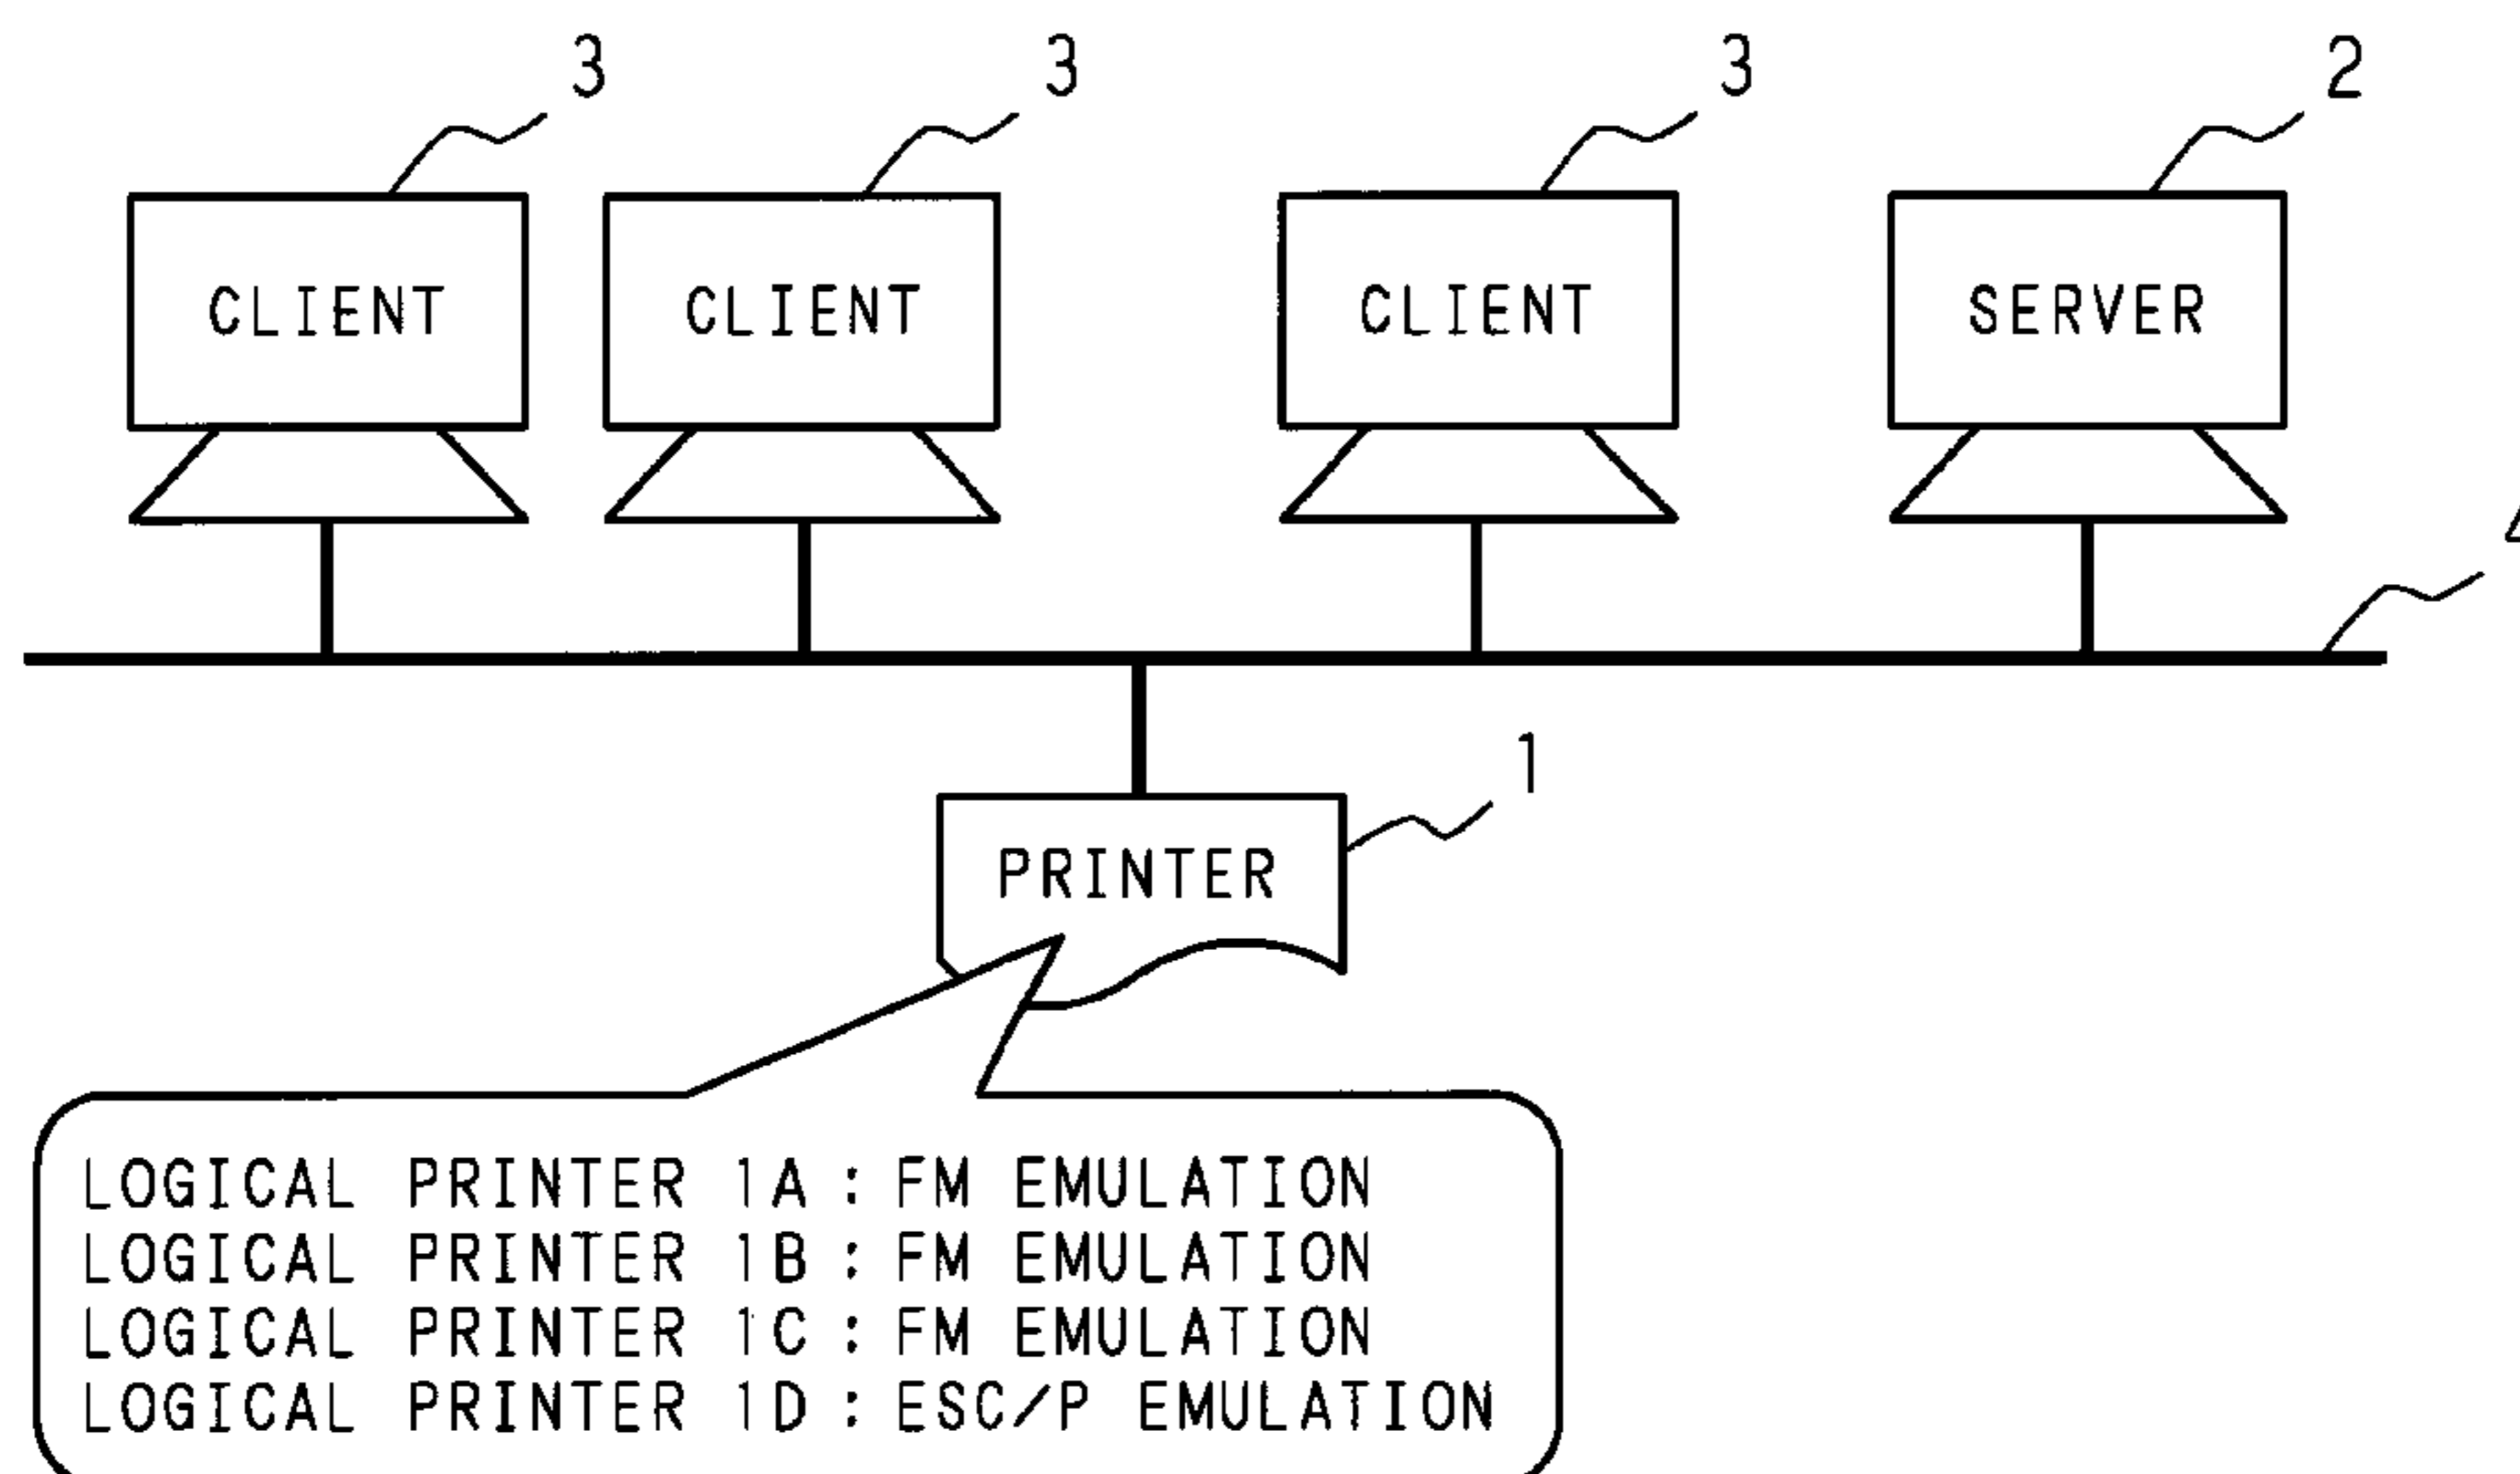 3 3 3 2
CLIENT CLIENT CLIENT SERVER
1
PRINTER
LOGICAL PRINTER 1A : FM EMULATION
LOGICAL PRINTER 1B : FM EMULATION
LOGICAL PRINTER 1C : FM EMULATION
LOGICAL PRINTER 1D : ESC/P EMULATION